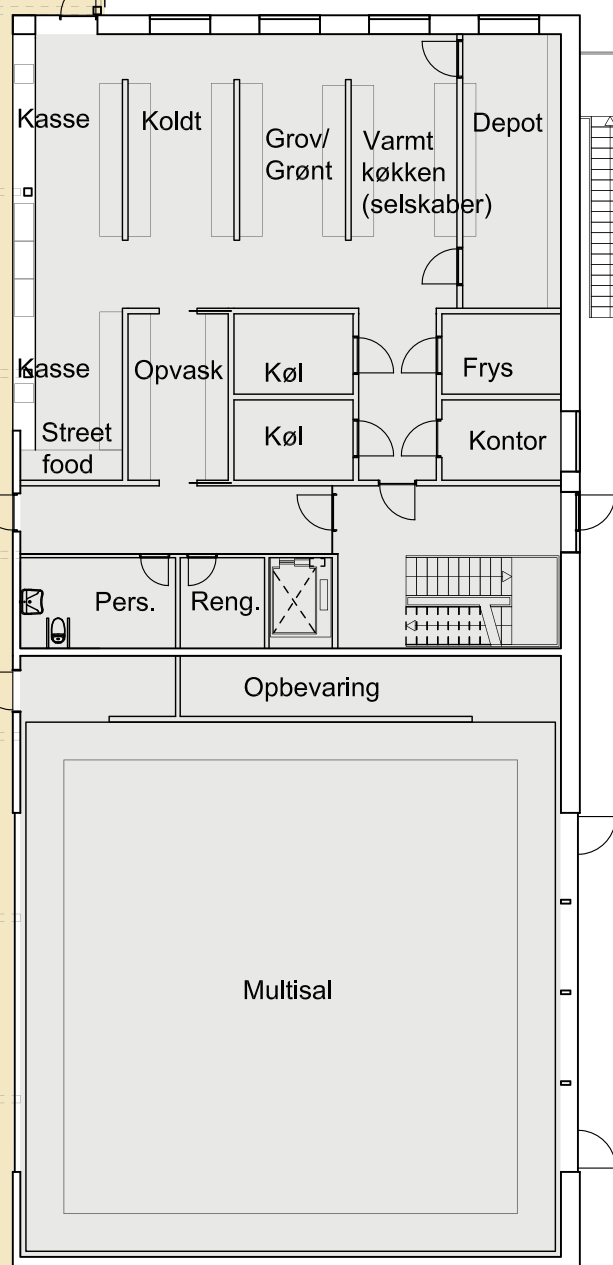 Kasse
Koldt
Grov/
Grønt
Varmt
køkken
(selskaber)
Depot
Kasse
Opvask
Køl
Frys
Køl
Kontor
Street
food
Pers.
Reng.
Opbevaring
Multisal